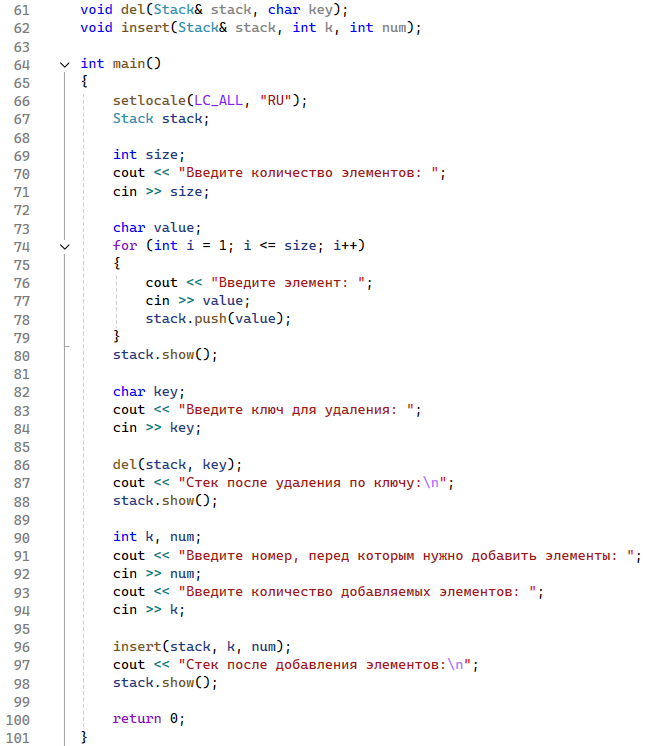 61 void del(Stack& stack, char key);
62 void insert(Stack& stack, int k, int num);
63
64 int main()
65 {
66 setlocale(LC_ALL, "RU");
67 Stack stack;
68
69 int size;
70 cout << "Введите количество элементов: ";
71 cin >> size;
72
73 char value;
74 for (int i = 1; i <= size; i++)
75 {
76 cout << "Введите элемент: ";
77 cin >> value;
78 stack.push(value);
79 }
80 stack.show();
81
82 char key;
83 cout << "Введите ключ для удаления: ";
84 cin >> key;
85
86 del(stack, key);
87 cout << "Стек после удаления по ключу:\n";
88 stack.show();
89
90 int k, num;
91 cout << "Введите номер, перед которым нужно добавить элементы: ";
92 cin >> num;
93 cout << "Введите количество добавляемых элементов: ";
94 cin >> k;
95
96 insert(stack, k, num);
97 cout << "Стек после добавления элементов:\n";
98 stack.show();
99
100 return 0;
101 }